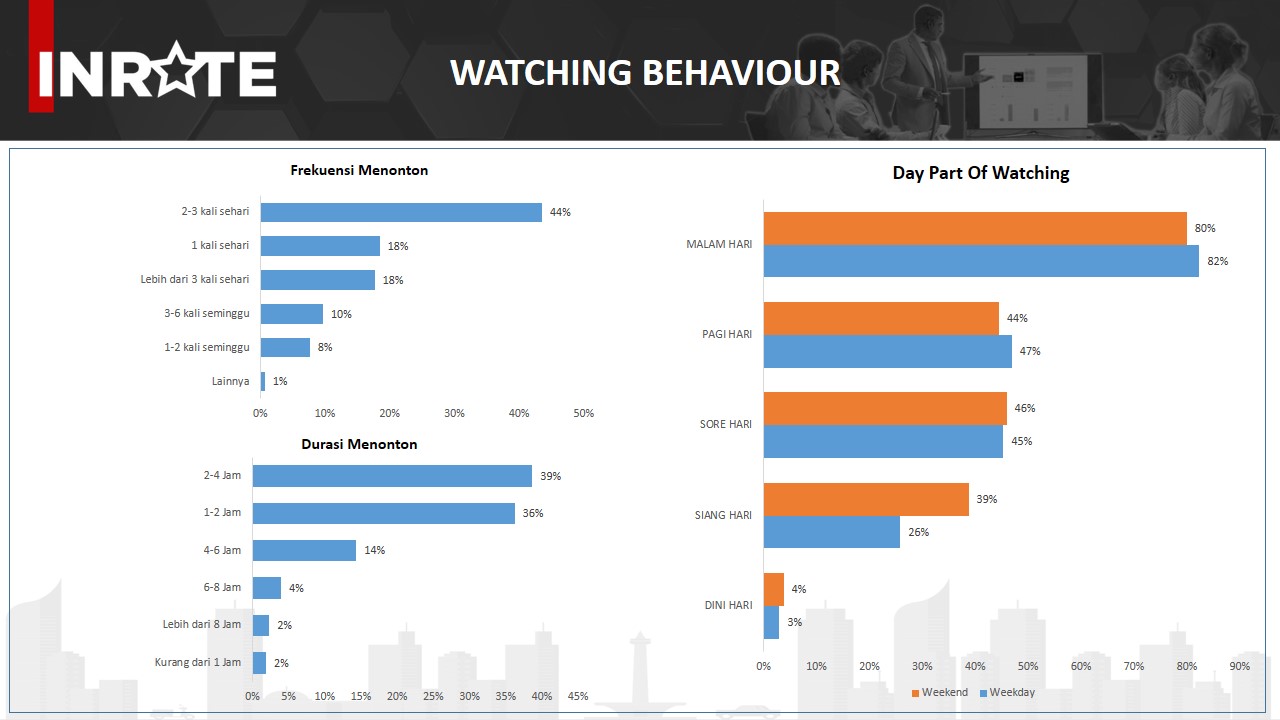 INRATE
WATCHING BEHAVIOUR
Frekuensi Menonton
2-3 kali sehari 44%
1 kali sehari 18%
Lebih dari 3 kali sehari 18%
3-6 kali seminggu 10%
1-2 kali seminggu 8%
Lainnya 1%
0% 10% 20% 30% 40% 50%
Durasi Menonton
2-4 Jam 39%
1-2 Jam 36%
4-6 Jam 14%
6-8 Jam 4%
Lebih dari 8 Jam 2%
Kurang dari 1 Jam 2%
0% 5% 10% 15% 20% 25% 30% 35% 40% 45%
Day Part Of Watching
80%
MALAM HARI
82%
44%
PAGI HARI
47%
46%
SORE HARI
45%
39%
SIANG HARI
26%
4%
DINI HARI
3%
0% 10% 20% 30% 40% 50% 60% 70% 80% 90%
Weekend Weekday